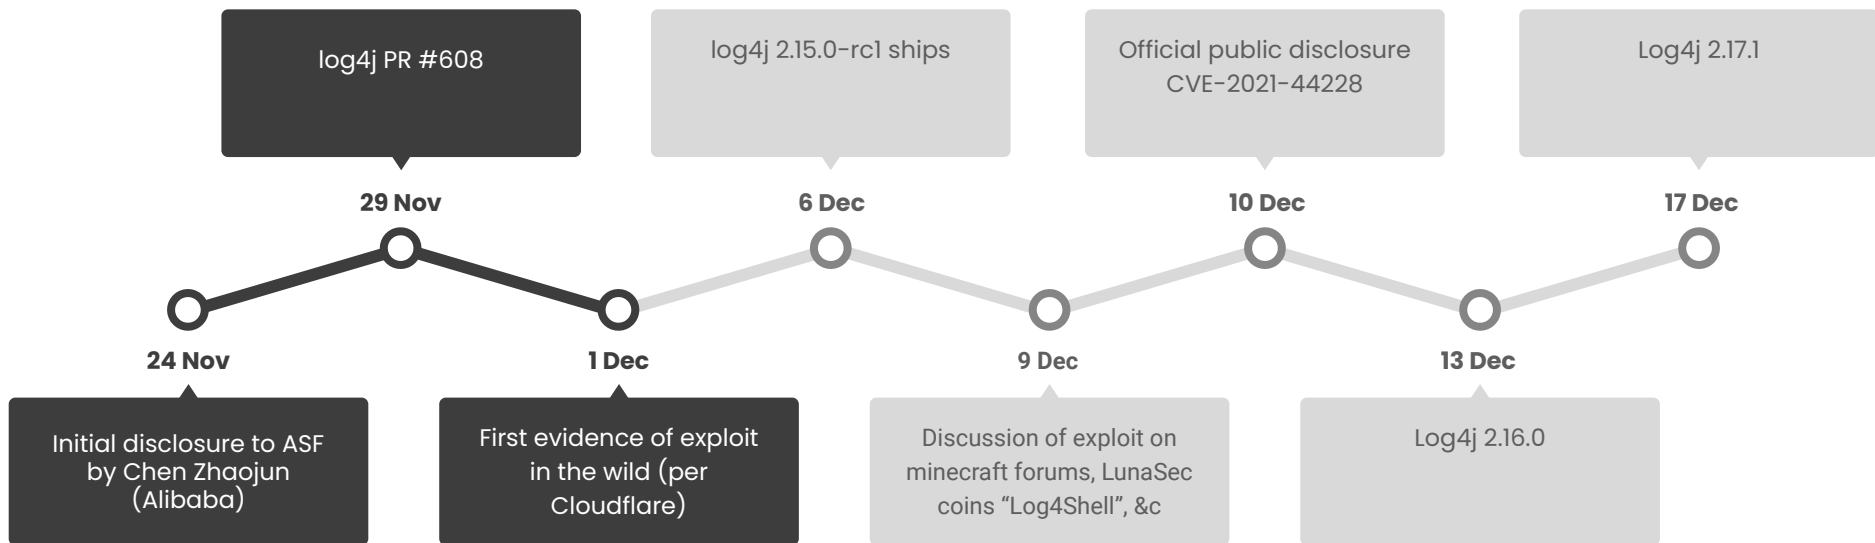 log4j PR #608
log4j 2.15.0-rc1 ships
Official public disclosure
CVE-2021-44228
Log4j 2.17.1
29 Nov
6 Dec
10 Dec
17 Dec
24 Nov
1 Dec
9 Dec
13 Dec
Initial disclosure to ASF
by Chen Zhaojun
(Alibaba)
First evidence of exploit
in the wild (per
Cloudflare)
Discussion of exploit on
minecraft forums, LunaSec
coins “Log4Shell”, &c
Log4j 2.16.0